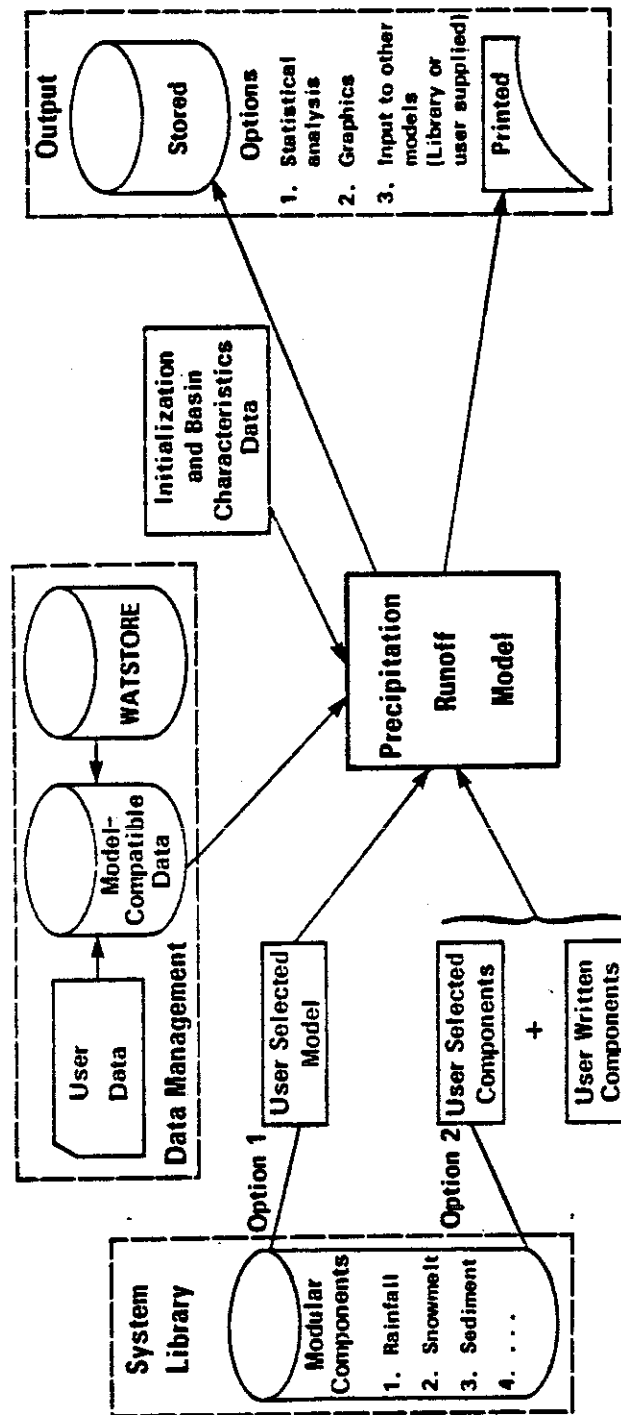 System
Library
Modular
Components
1. Rainfall
2. Snowmelt
3. Sediment
4. . . .
Data Management
User
Data
Model-
Compatible
Data
WATSTORE
Option 1
User Selected
Model
Option 2
User Selected
Components
+
User Written
Components
Initialization
and Basin
Characteristics
Data
Precipitation
Runoff
Model
Output
Stored
Options
1. Statistical
analysis
2. Graphics
3. Input to other
models
(Library or
user supplied)
Printed